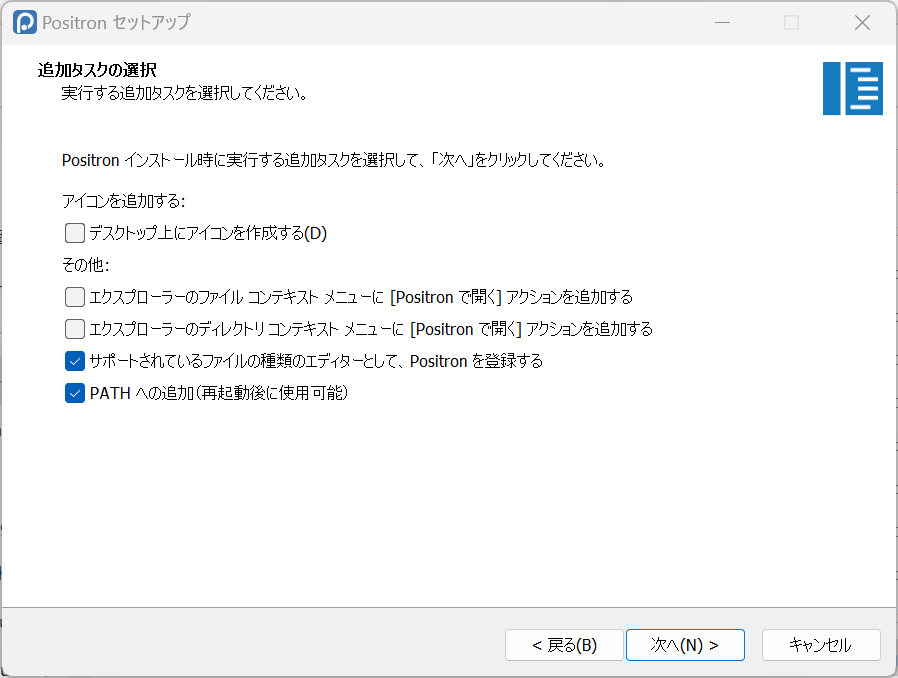 Positron セットアップ
追加タスクの選択
実行する追加タスクを選択してください。
Positron インストール時に実行する追加タスクを選択して、「次へ」をクリックしてください。
アイコンを追加する:
デスクトップ上にアイコンを作成する(D)
その他:
エクスプローラーのファイル コンテキスト メニューに [Positron で開く] アクションを追加する
エクスプローラーのディレクトリ コンテキスト メニューに [Positron で開く] アクションを追加する
サポートされているファイルの種類のエディターとして、Positron を登録する
PATH への追加（再起動後に使用可能）
< 戻る(B)
次へ(N) >
キャンセル